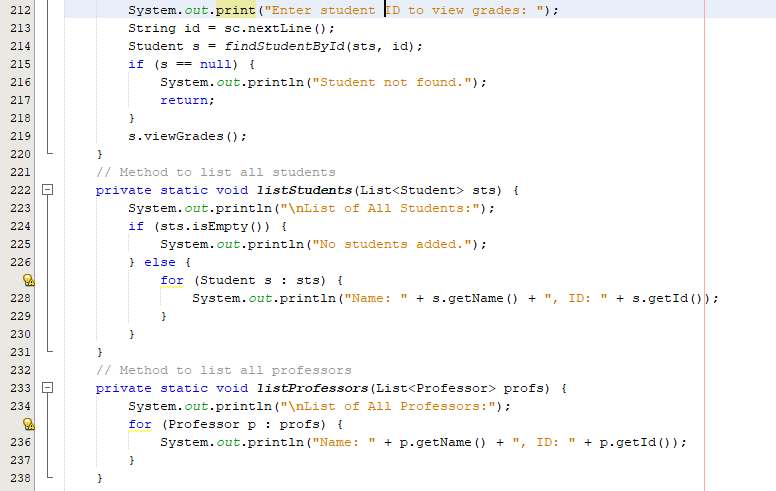 212 System.out.print("Enter student ID to view grades: ");
213 String id = sc.nextLine();
214 Student s = findStudentById(sts, id);
215 if (s == null) {
216 System.out.println("Student not found.");
217 return;
218 }
219 s.viewGrades();
220 }
221 // Method to list all students
222 private static void listStudents(List<Student> sts) {
223 System.out.println("\nList of All Students:");
224 if (sts.isEmpty()) {
225 System.out.println("No students added.");
226 } else {
for (Student s : sts) {
228 System.out.println("Name: " + s.getName() + ", ID: " + s.getId());
229 }
230 }
231 }
232 // Method to list all professors
233 private static void listProfessors(List<Professor> profs) {
234 System.out.println("\nList of All Professors:");
for (Professor p : profs) {
236 System.out.println("Name: " + p.getName() + ", ID: " + p.getId());
237 }
238 }